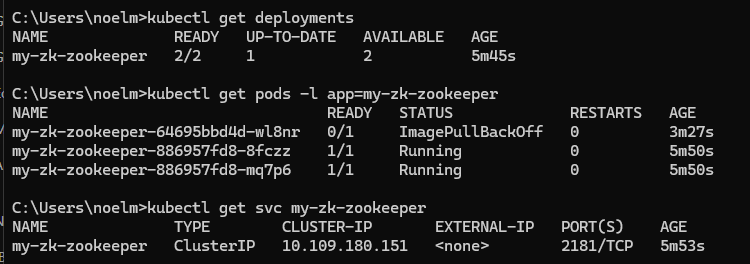 C:\Users\noelm>kubectl get deployments
NAME READY UP-TO-DATE AVAILABLE AGE
my-zk-zookeeper 2/2 1 2 5m45s
C:\Users\noelm>kubectl get pods -l app=my-zk-zookeeper
NAME READY STATUS RESTARTS AGE
my-zk-zookeeper-64695bbd4d-wl8nr 0/1 ImagePullBackOff 0 3m27s
my-zk-zookeeper-886957fd8-8fczz 1/1 Running 0 5m50s
my-zk-zookeeper-886957fd8-mq7p6 1/1 Running 0 5m50s
C:\Users\noelm>kubectl get svc my-zk-zookeeper
NAME TYPE CLUSTER-IP EXTERNAL-IP PORT(S) AGE
my-zk-zookeeper ClusterIP 10.109.180.151 <none> 2181/TCP 5m53s